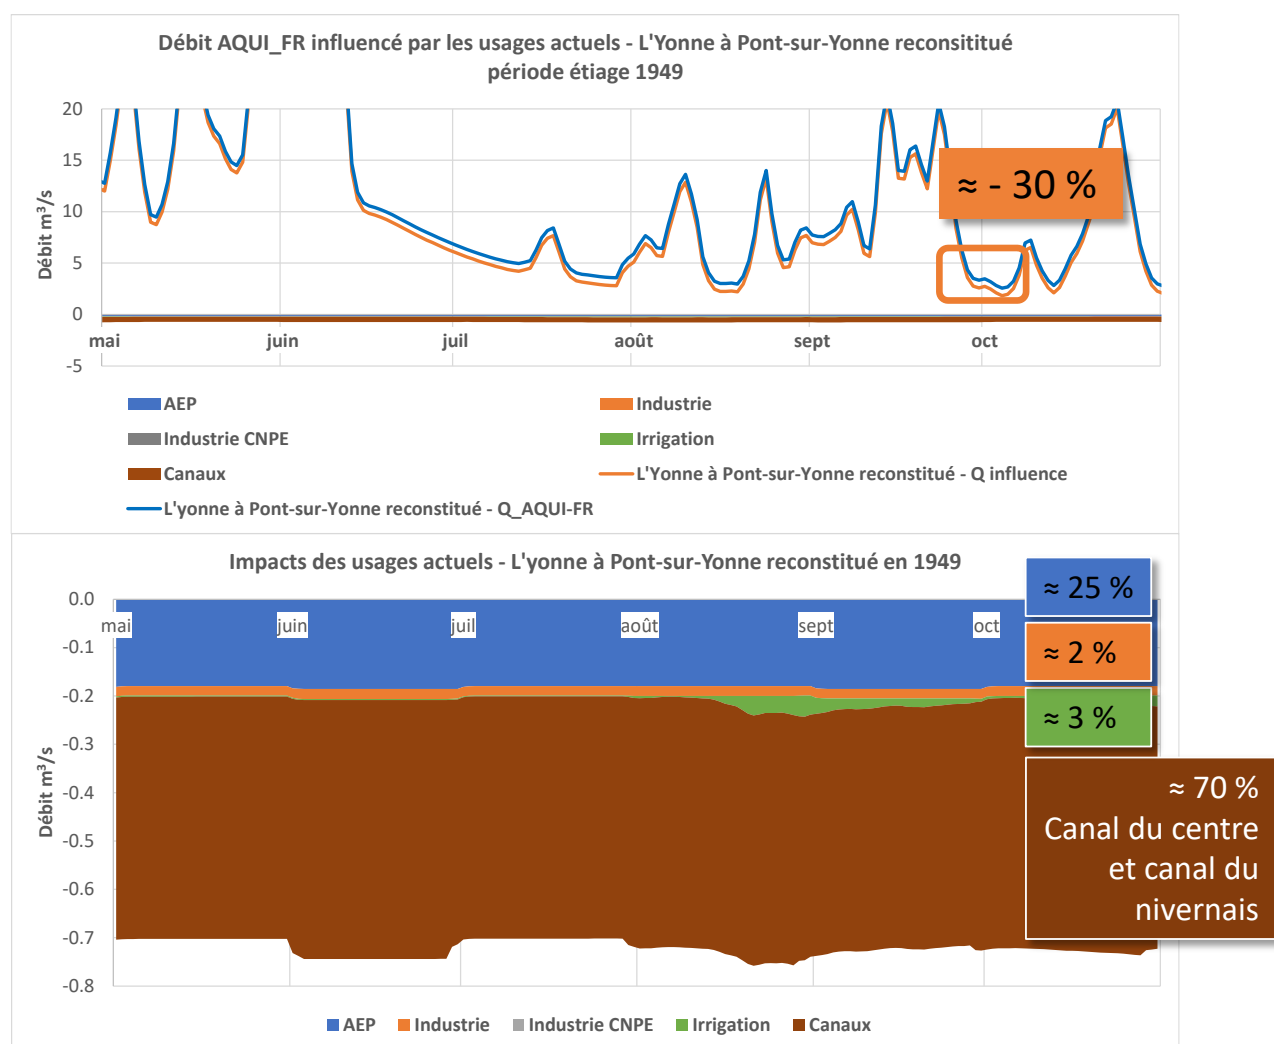 Débit AQUI_FR influencé par les usages actuels - L'Yonne à Pont-sur-Yonne reconsititué
période étiage 1949
Débit m³/s
20
15
10
5
0
-5
mai
juin
juil
août
sept
oct
≈ - 30 %
AEP
Industrie
Industrie CNPE
Irrigation
Canaux
L'Yonne à Pont-sur-Yonne reconstitué - Q influence
L'yonne à Pont-sur-Yonne reconstitué - Q_AQUI-FR
Impacts des usages actuels - L'yonne à Pont-sur-Yonne reconstitué en 1949
Débit m³/s
0.0
-0.1
-0.2
-0.3
-0.4
-0.5
-0.6
-0.7
-0.8
mai
juin
juil
août
sept
oct
≈ 25 %
≈ 2 %
≈ 3 %
≈ 70 %
Canal du centre
et canal du
nivernais
AEP
Industrie
Industrie CNPE
Irrigation
Canaux